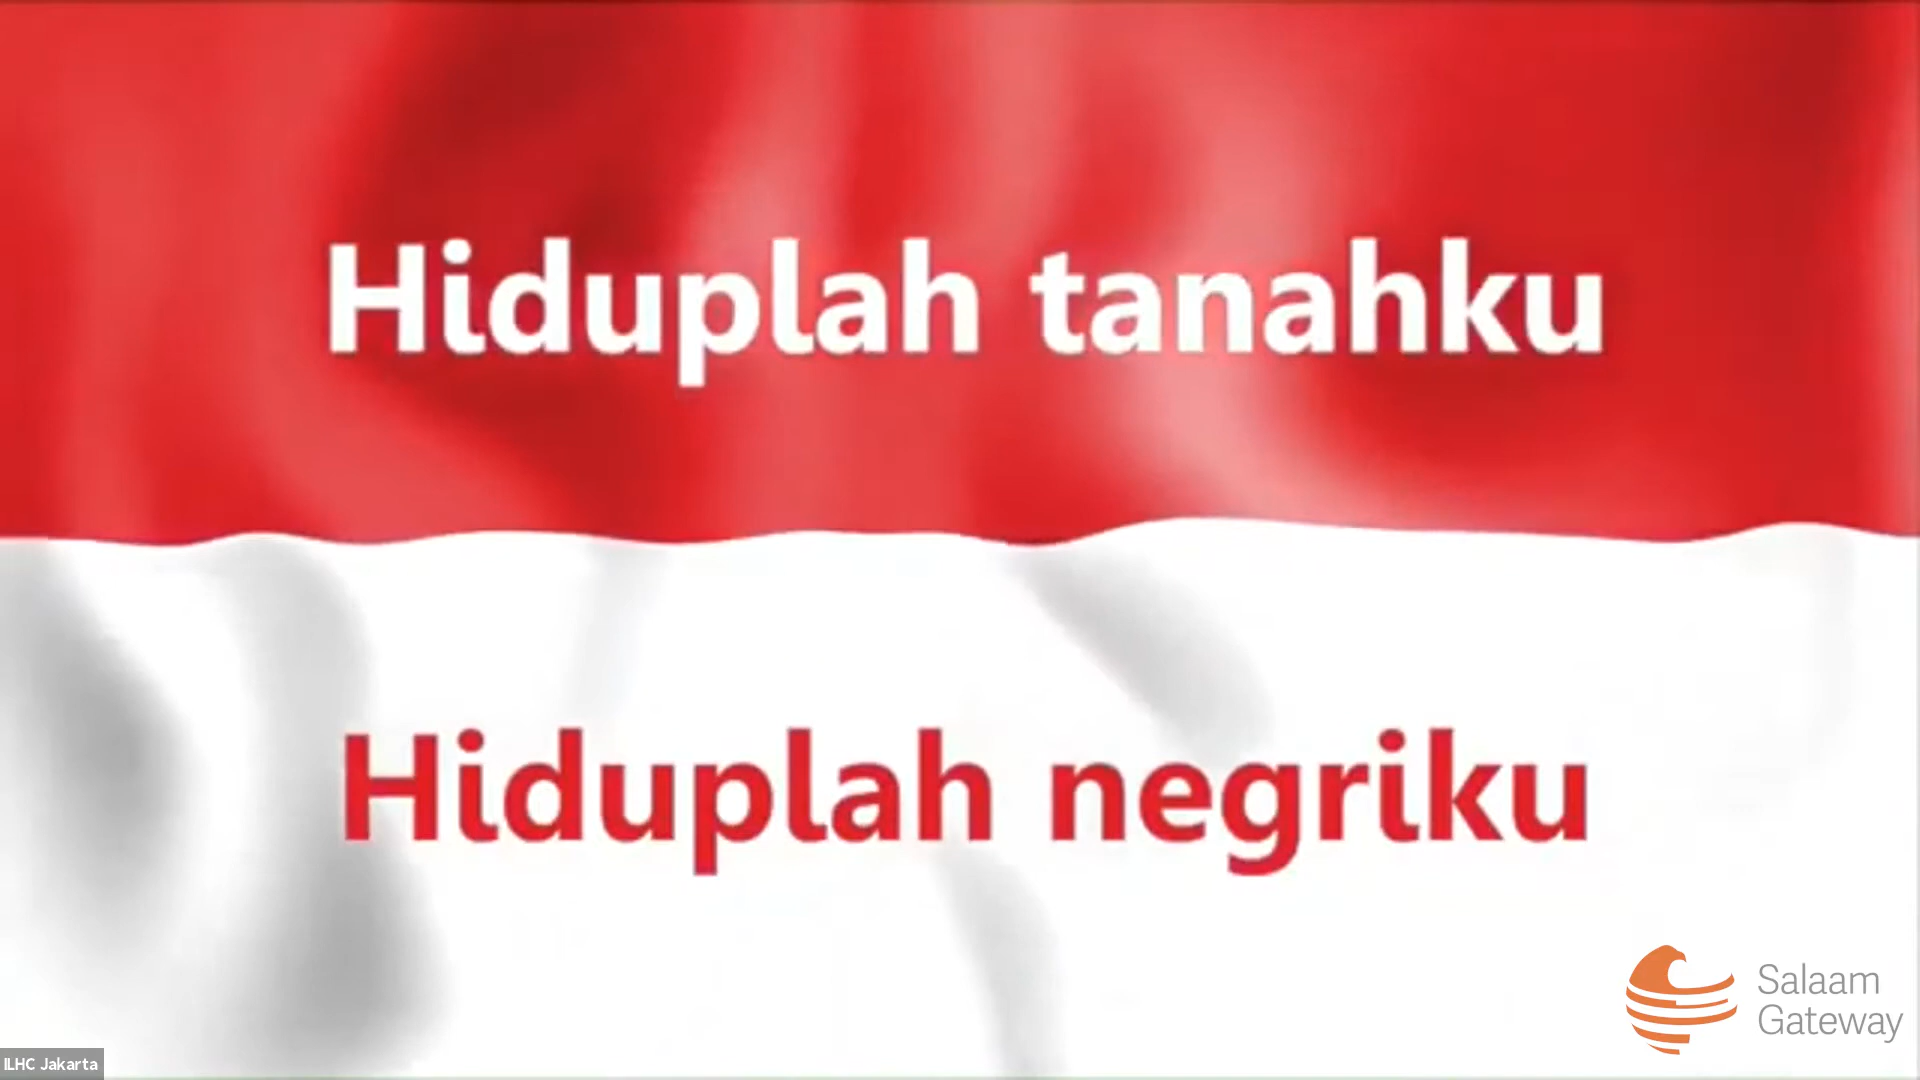 Hiduplah tanahku
Hiduplah negriku
Salaam
Gateway
ILHC Jakarta